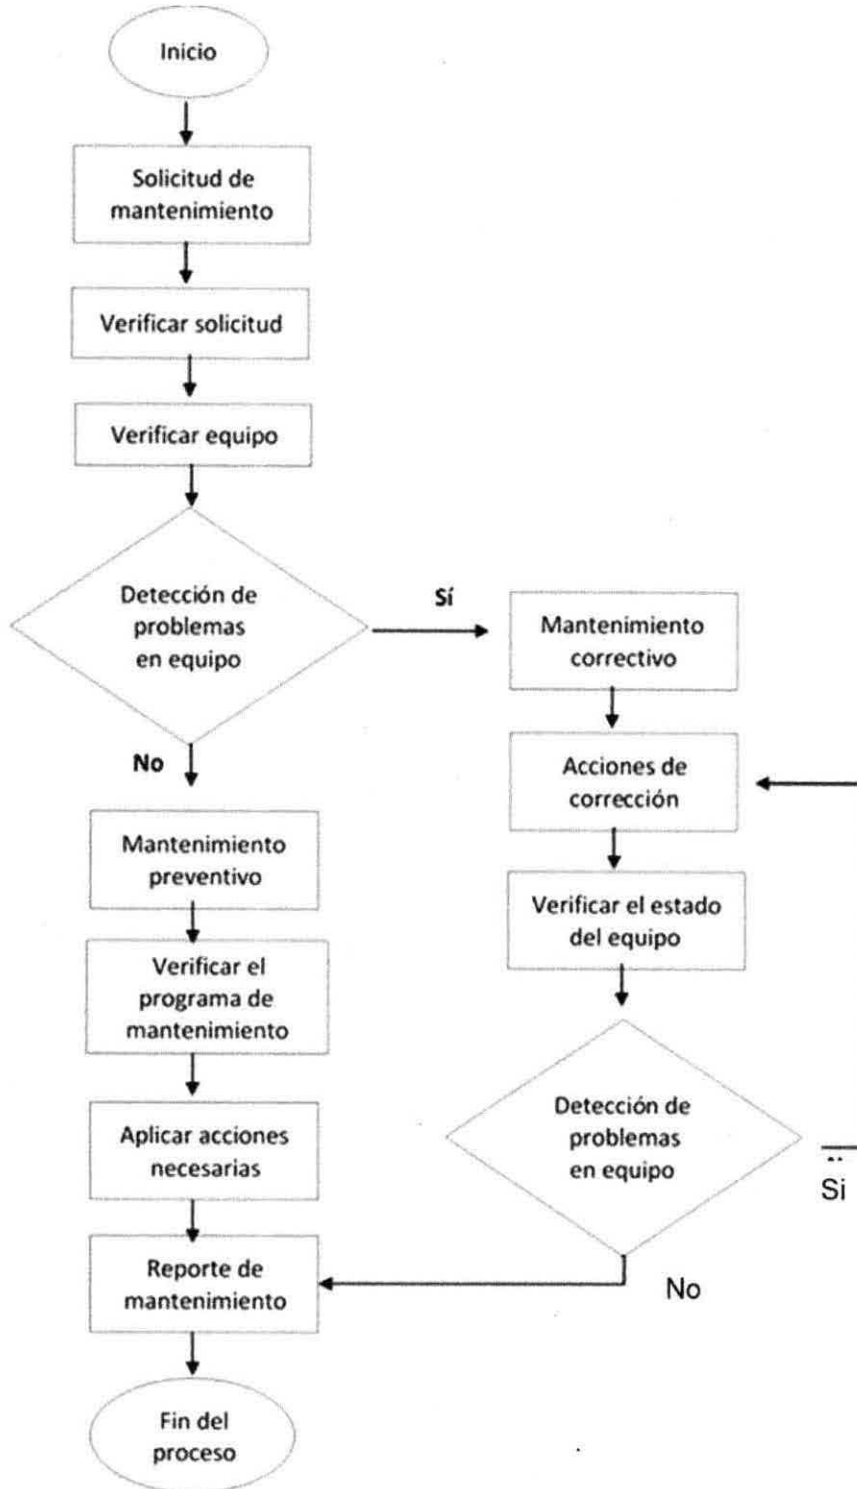 Inicio
Solicitud de
mantenimiento
Verificar solicitud
Verificar equipo
Detección de
problemas
en equipo
Sí
Mantenimiento
correctivo
No
Acciones de
corrección
Mantenimiento
preventivo
Verificar el estado
del equipo
Verificar el
programa de
mantenimiento
Detección de
problemas
en equipo
Si
Aplicar acciones
necesarias
Reporte de
mantenimiento
No
Fin del
proceso